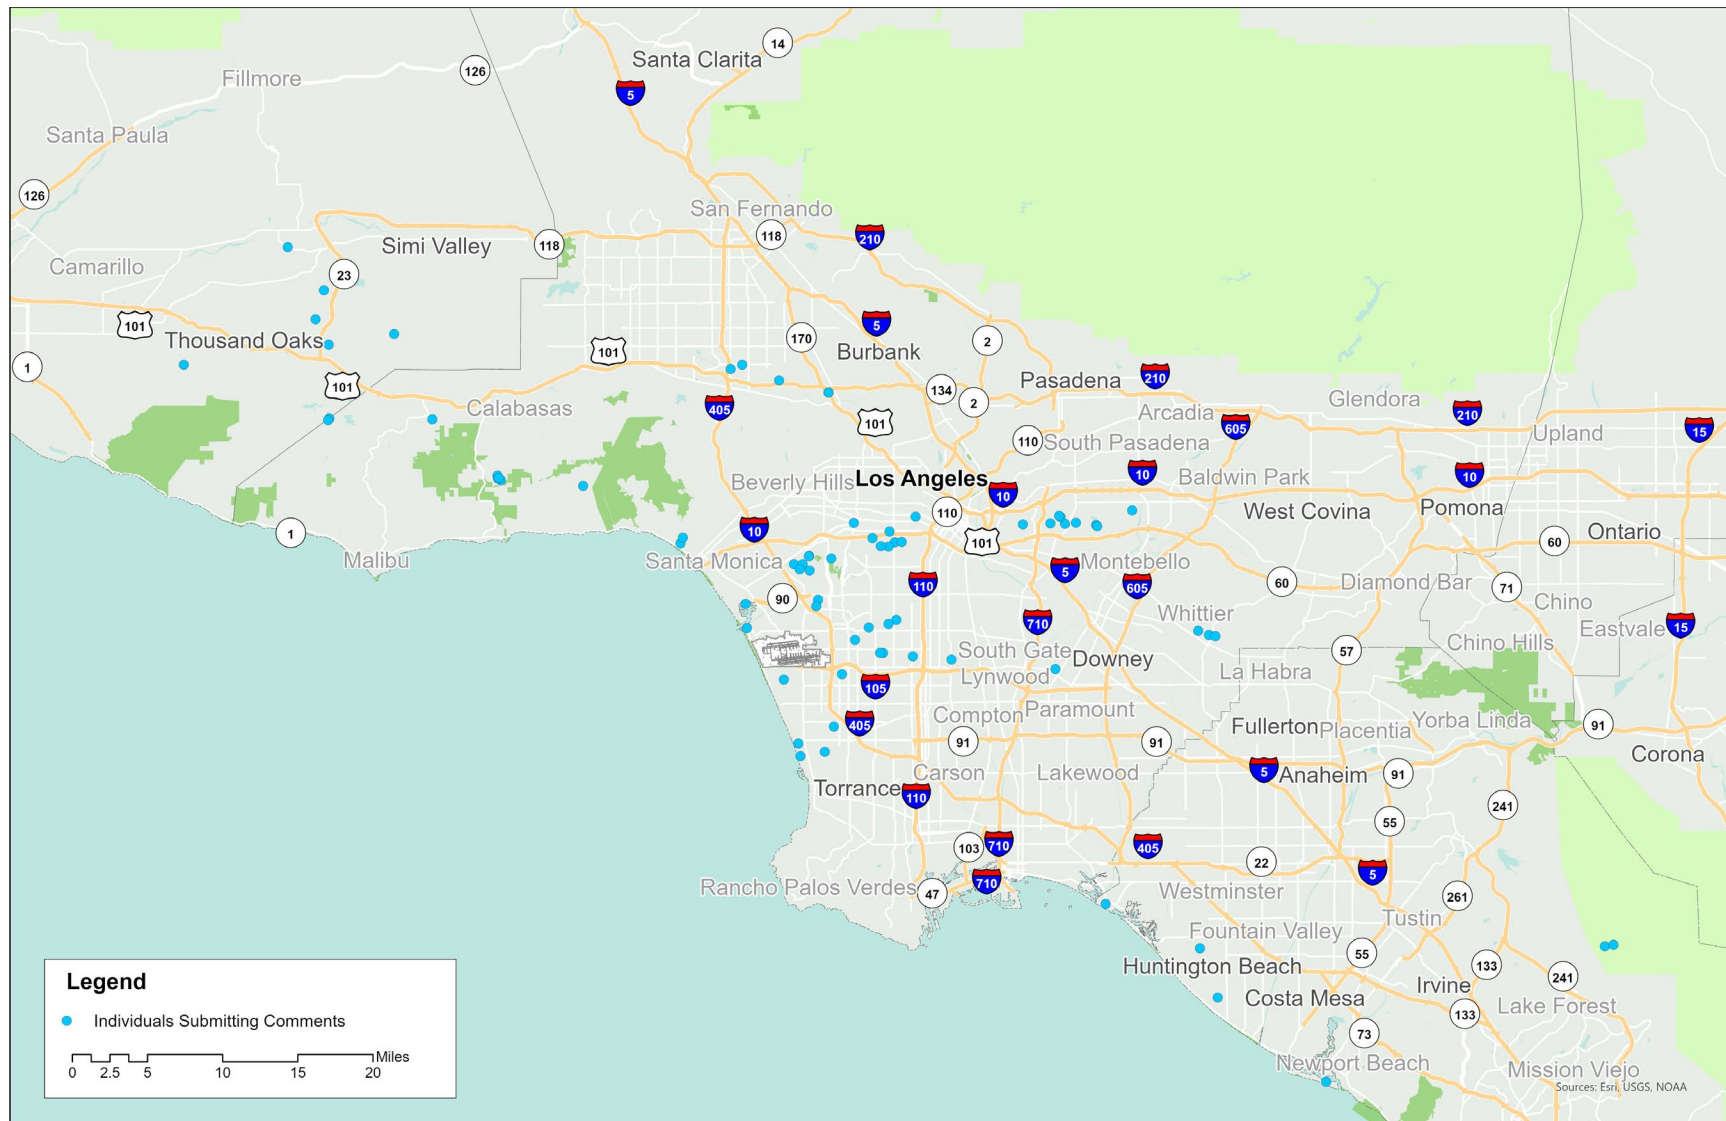 Santa Clarita
14
126
Fillmore
5
Santa Paula
126
San Fernando
118
210
Simi Valley
118
Camarillo
23
101
Thousand Oaks
5
170
2
Burbank
101
1
101
Pasadena
210
134
2
Calabasas
405
Arcadia
Glendora
210
101
605
15
110
South Pasadena
Upland
Beverly Hills
Los Angeles
10
Baldwin Park
10
10
110
West Covina
Pomona
10
1
101
Ontario
60
Malibu
Santa Monica
Montebello
5
110
605
60
Diamond Bar
71
90
Chino
Whittier
710
Eastvale
15
South Gate
57
Chino Hills
Downey
Lynwood
La Habra
105
Compton
Paramount
405
Fullerton
Placentia
Yorba Linda
91
91
91
Corona
Carson
Lakewood
5
Anaheim
91
Torrance
110
241
55
103
710
405
22
5
710
Rancho Palos Verdes
47
Westminster
261
Tustin
Fountain Valley
55
Huntington Beach
133
241
Irvine
Costa Mesa
Lake Forest
133
73
Newport Beach
Mission Viejo
Sources: Esri, USGS, NOAA
Legend
Individuals Submitting Comments
Miles
0 2.5 5 10 15 20